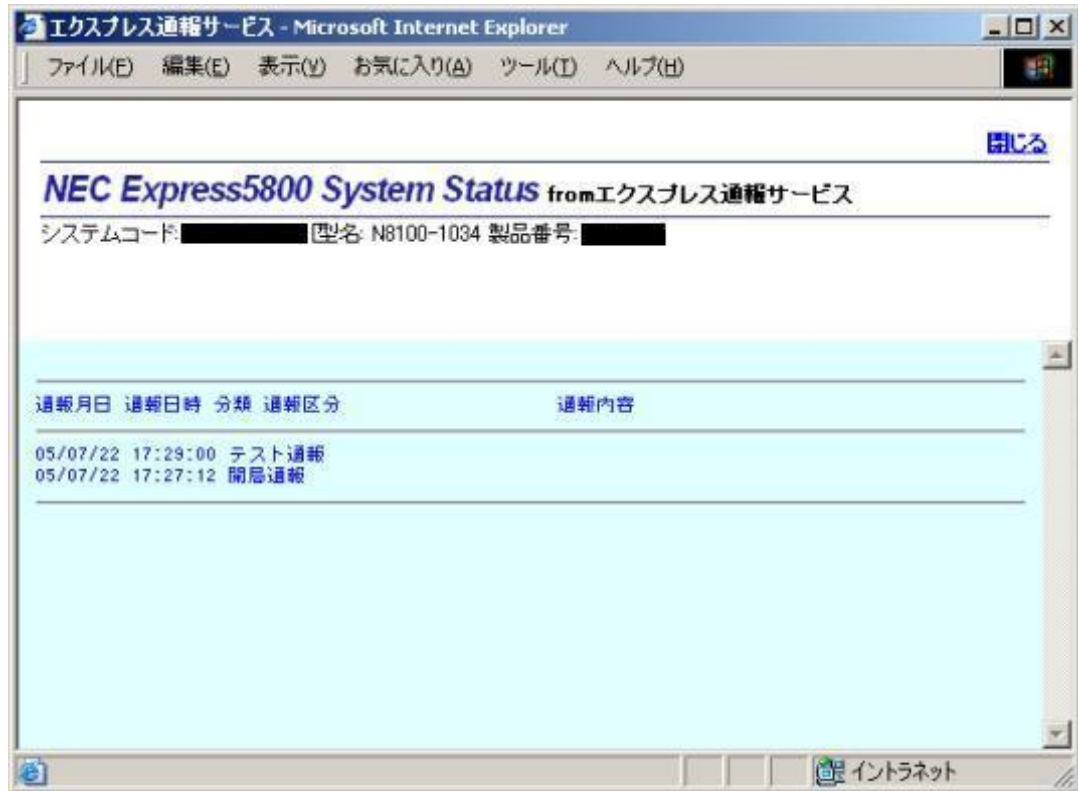 エクスプレス通報サービス - Microsoft Internet Explorer
ファイル(F) 編集(E) 表示(V) お気に入り(A) ツール(T) ヘルプ(H)
閉じる
NEC Express5800 System Status fromエクスプレス通報サービス
システムコード: 型名: N8100-1034 製品番号:
通報月日 通報日時 分類 通報区分 通報内容
05/07/22 17:29:00 テスト通報
05/07/22 17:27:12 開局通報
イントラネット